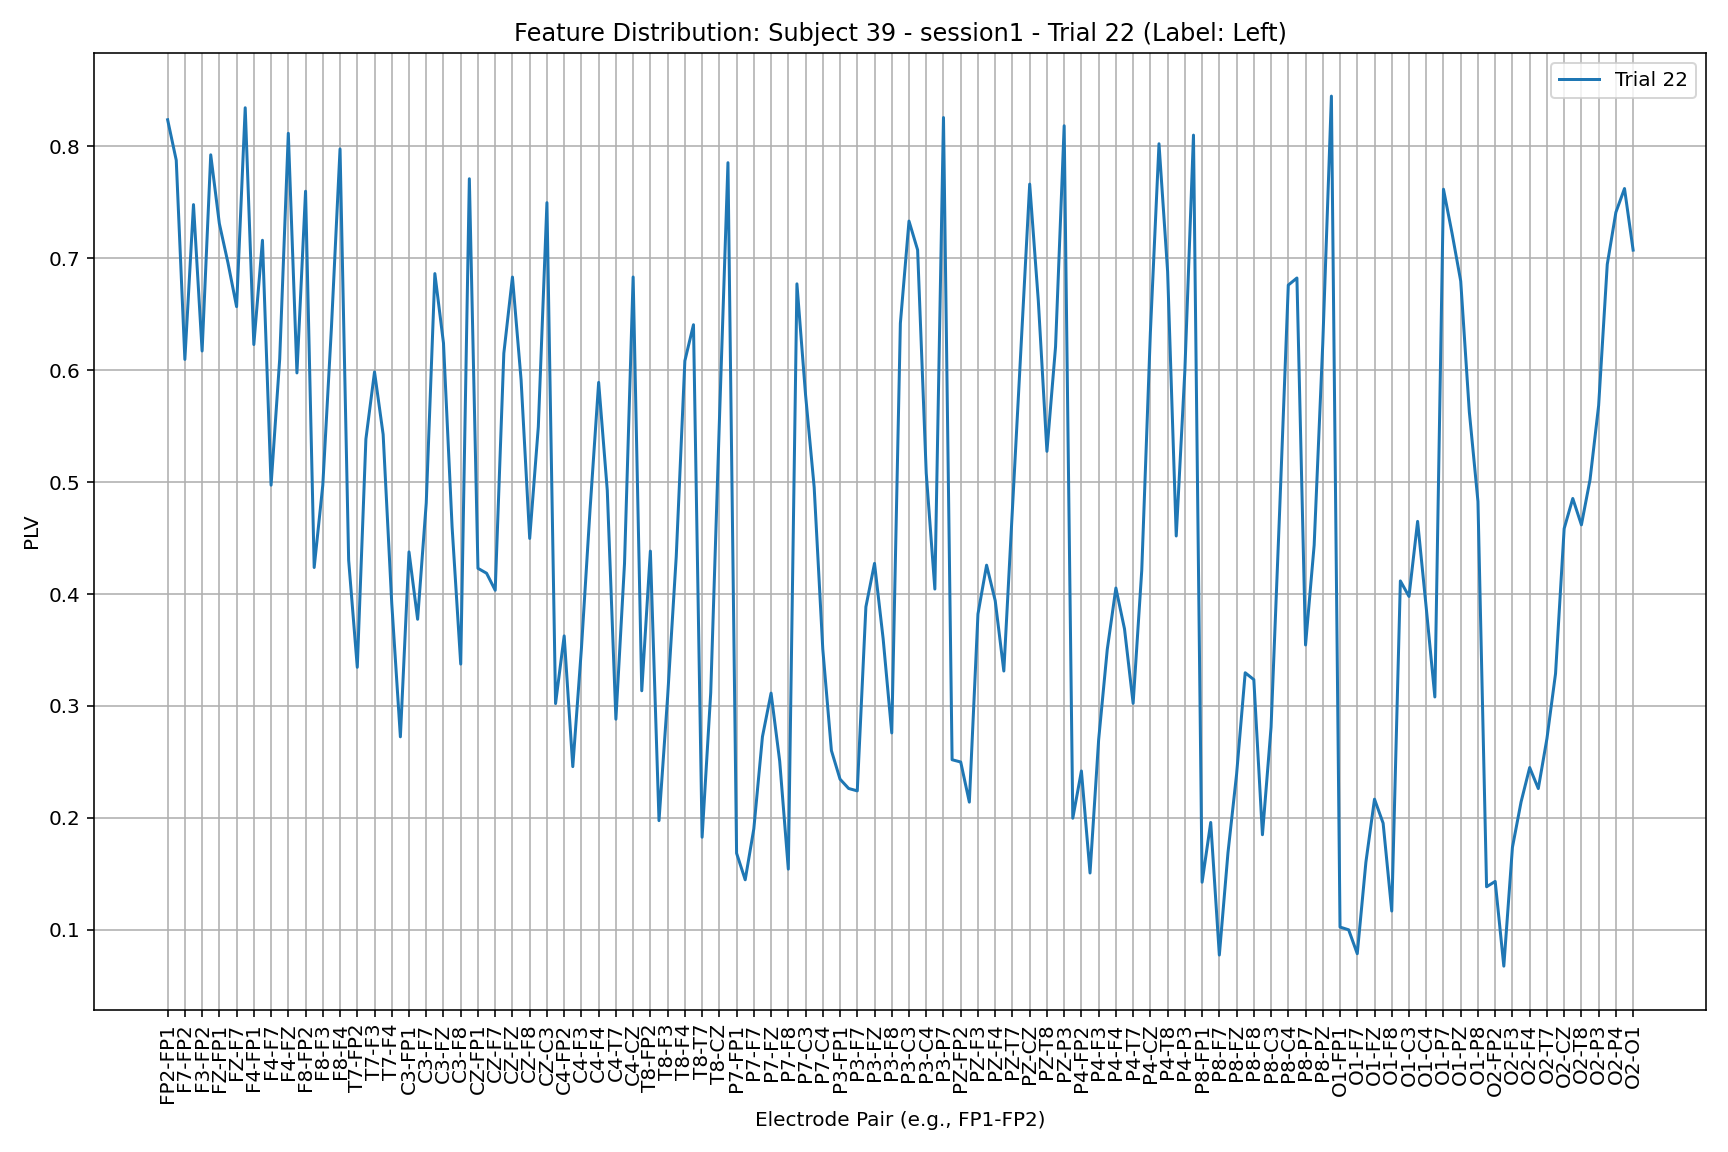 Feature Distribution: Subject 39 - session1 - Trial 22 (Label: Left)
Trial 22
PLV
0.8
0.7
0.6
0.5
0.4
0.3
0.2
0.1
FP2-FP1
F7-FP2
F3-FP2
FZ-FP1
FZ-F7
F4-FP1
F4-F7
F4-FZ
F8-FP2
F8-F3
F8-F4
T7-FP2
T7-F3
T7-F4
C3-FP1
C3-F7
C3-FZ
C3-F8
CZ-FP1
CZ-F7
CZ-FZ
CZ-F8
CZ-C3
C4-FP2
C4-F3
C4-F4
C4-T7
C4-CZ
T8-FP2
T8-F3
T8-F4
T8-T7
T8-CZ
P7-FP1
P7-F7
P7-FZ
P7-F8
P7-C3
P7-C4
P3-FP1
P3-F7
P3-FZ
P3-F8
P3-C3
P3-C4
P3-P7
PZ-FP2
PZ-F3
PZ-F4
PZ-T7
PZ-CZ
PZ-T8
PZ-P3
P4-FP2
P4-F3
P4-F4
P4-T7
P4-CZ
P4-T8
P4-P3
P8-FP1
P8-F7
P8-FZ
P8-F8
P8-C3
P8-C4
P8-P7
P8-PZ
O1-FP1
O1-F7
O1-FZ
O1-F8
O1-C3
O1-C4
O1-P7
O1-PZ
O1-P8
O2-FP2
O2-F3
O2-F4
O2-T7
O2-CZ
O2-T8
O2-P3
O2-P4
O2-O1
Electrode Pair (e.g., FP1-FP2)